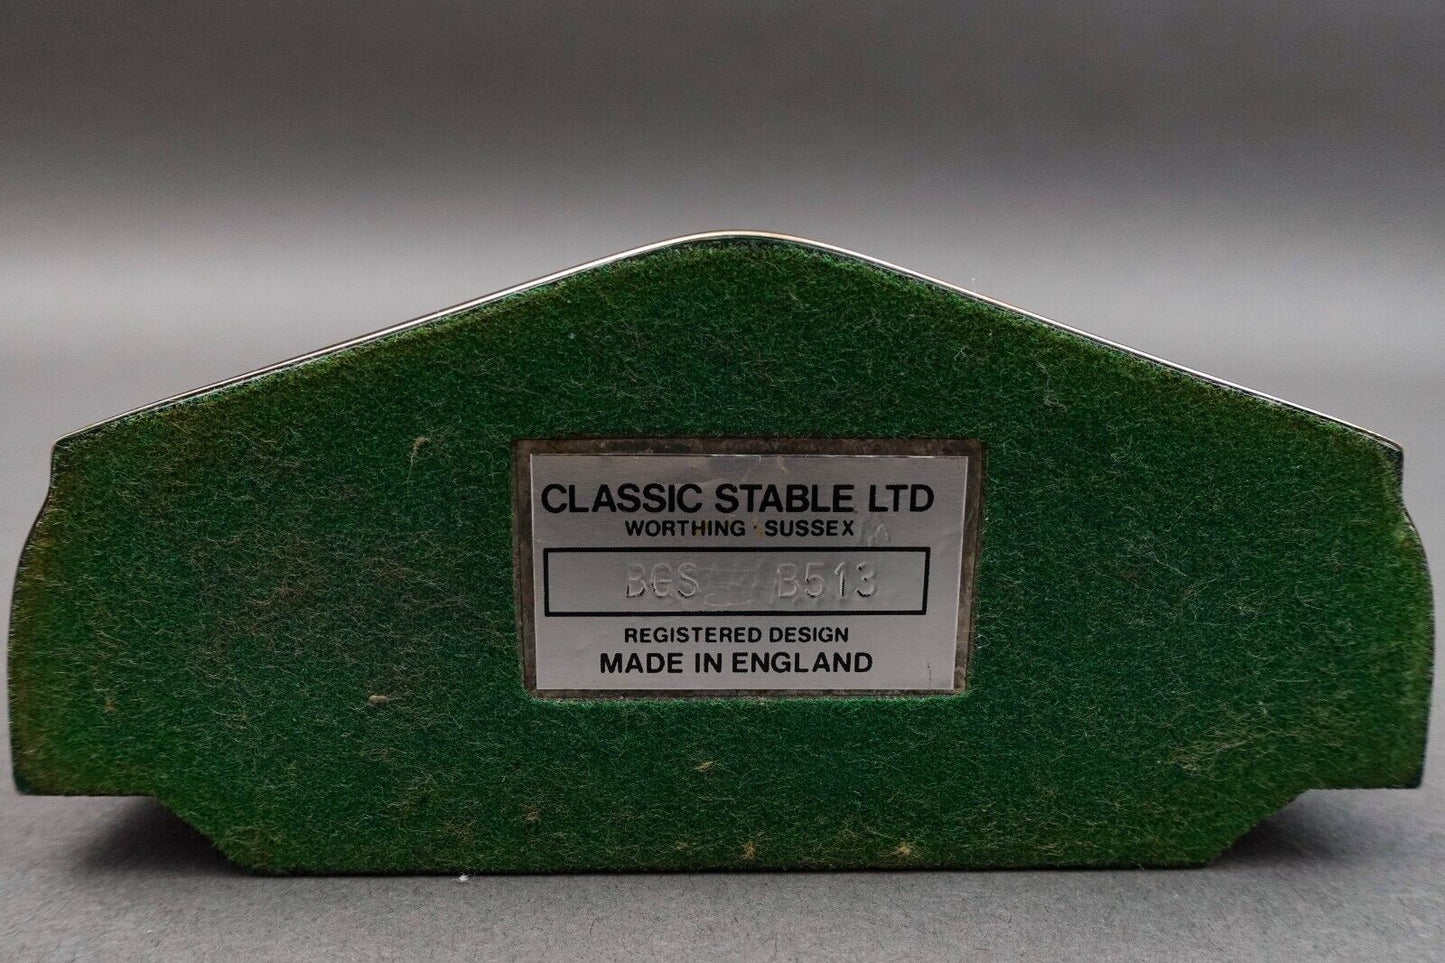 CLASSIC STABLE LTD
WORTHING · SUSSEX
BGS B513
REGISTERED DESIGN
MADE IN ENGLAND